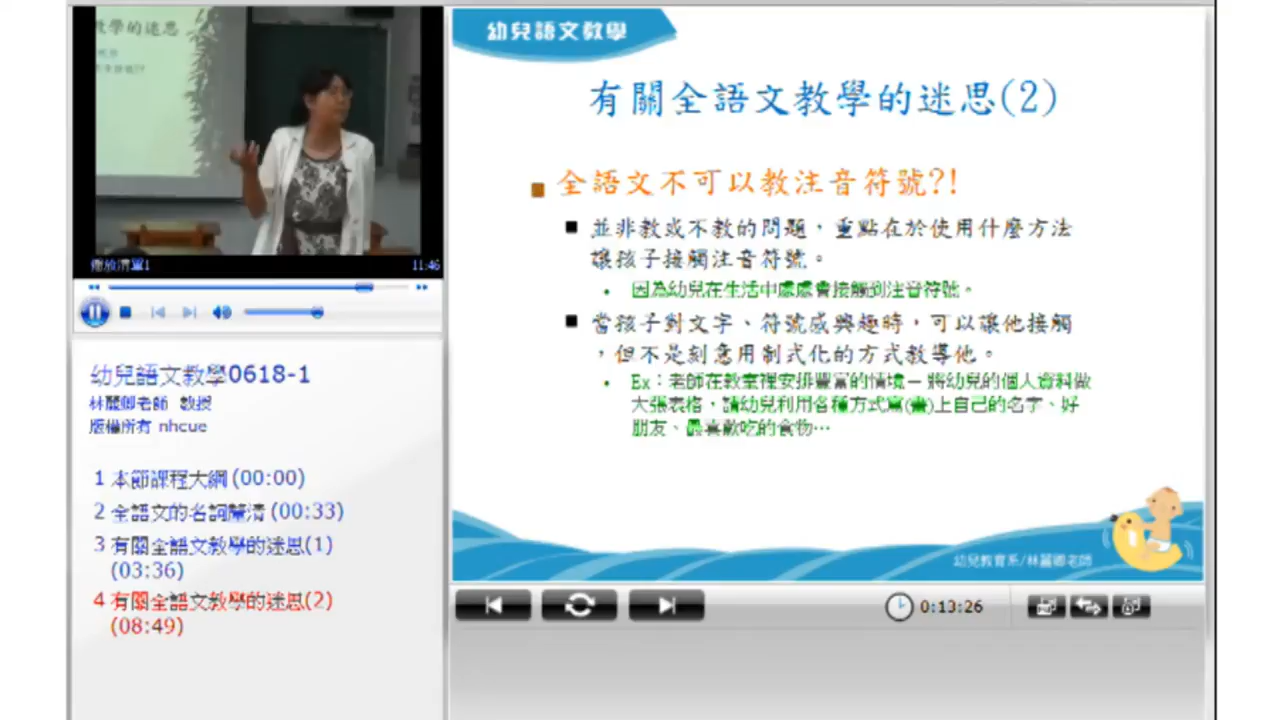 教學的迷思
播放清單1
11:46
幼兒語文教學0618-1
林麗卿老師 教授
版權所有 nhcue
1 本節課程大綱 (00:00)
2 全語文的名詞釐清 (00:33)
3 有關全語文教學的迷思(1)
(03:36)
4 有關全語文教學的迷思(2)
(08:49)
幼兒語文教學
有關全語文教學的迷思(2)
全語文不可以教注音符號?!
並非教或不教的問題，重點在於使用什麼方法
讓孩子接觸注音符號。
因為幼兒在生活中處處會接觸到注音符號。
當孩子對文字、符號感興趣時，可以讓他接觸
，但不是刻意用制式化的方式教導他。
Ex：老師在教室裡安排豐富的情境－將幼兒的個人資料做
大張表格，請幼兒利用各種方式寫(畫)上自己的名字、好
朋友、最喜歡吃的食物…
幼兒教育系/林麗卿老師
0:13:26